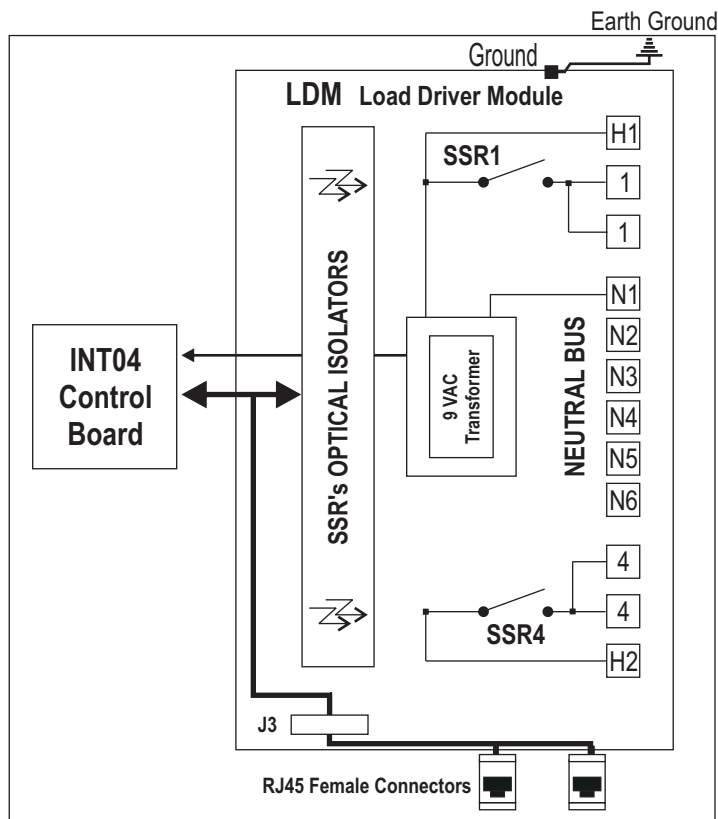 Earth Ground
Ground
LDM Load Driver Module
H1
SSR1
1
1
N1
N2
N3
N4
N5
N6
NEUTRAL BUS
SSR's OPTICAL ISOLATORS
9 VAC
Transformer
INT04
Control
Board
4
4
SSR4
H2
J3
RJ45 Female Connectors